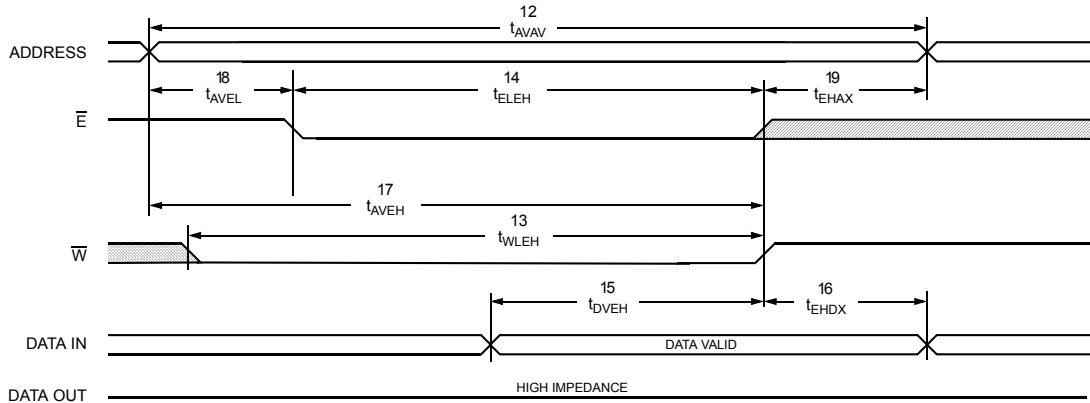 12
tAVAV
ADDRESS
18
tAVEL
14
tELEH
19
tEHAX
E̅
17
tAVEH
13
tWLEH
W̅
15
tDVEH
16
tEHDX
DATA IN
DATA VALID
DATA OUT
HIGH IMPEDANCE